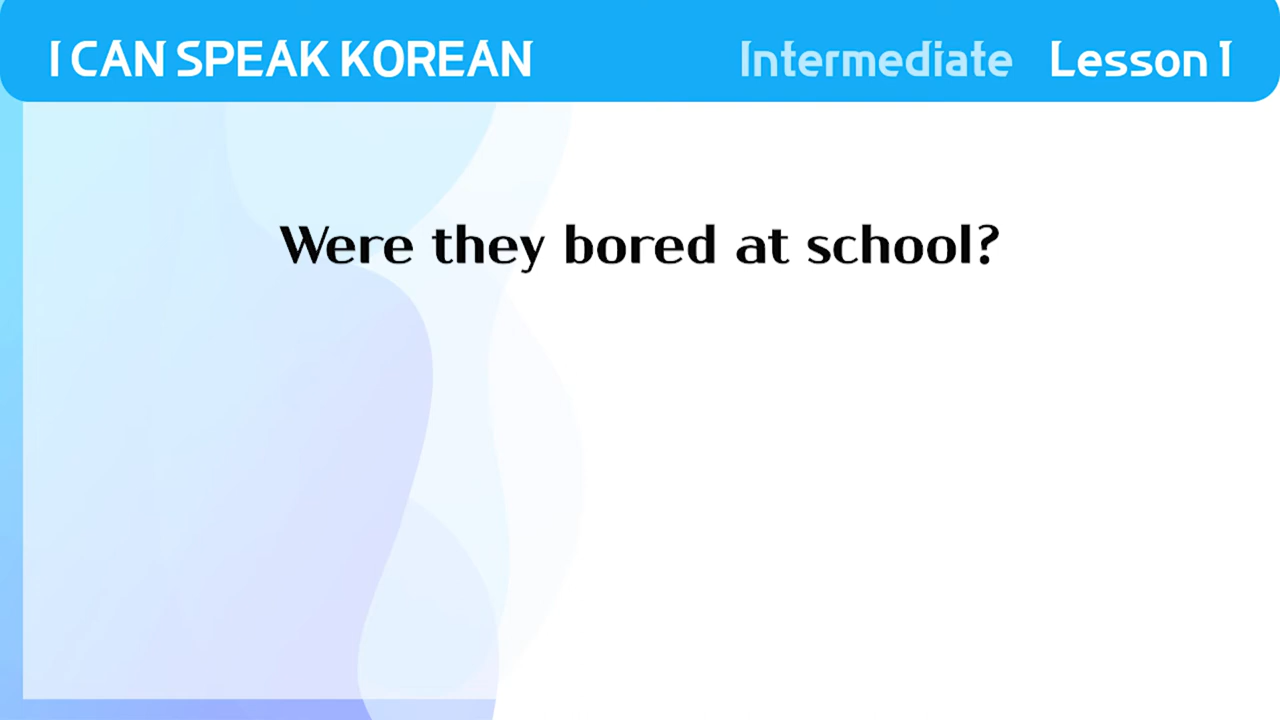 I CAN SPEAK KOREAN Intermediate Lesson 1
Were they bored at school?